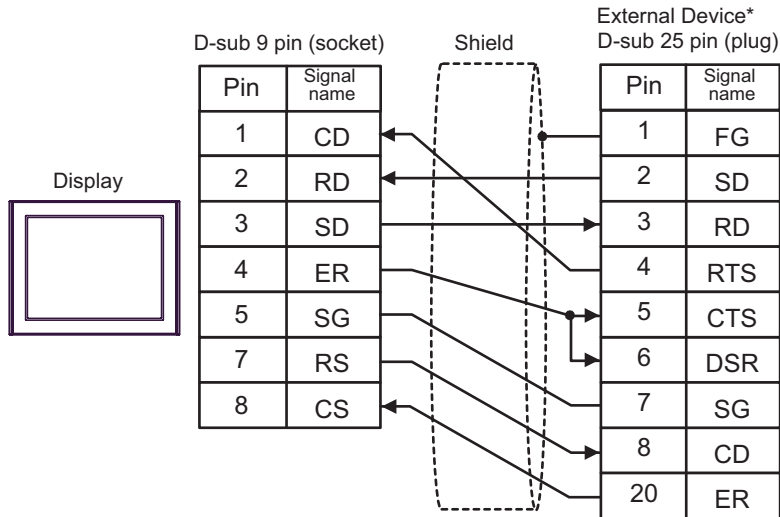 External Device*
D-sub 9 pin (socket) Shield D-sub 25 pin (plug)
Pin Signal name Pin Signal name
1 CD 1 FG
2 RD 2 SD
Display
3 SD 3 RD
4 ER 4 RTS
5 SG 5 CTS
7 RS 6 DSR
8 CS 7 SG
8 CD
20 ER